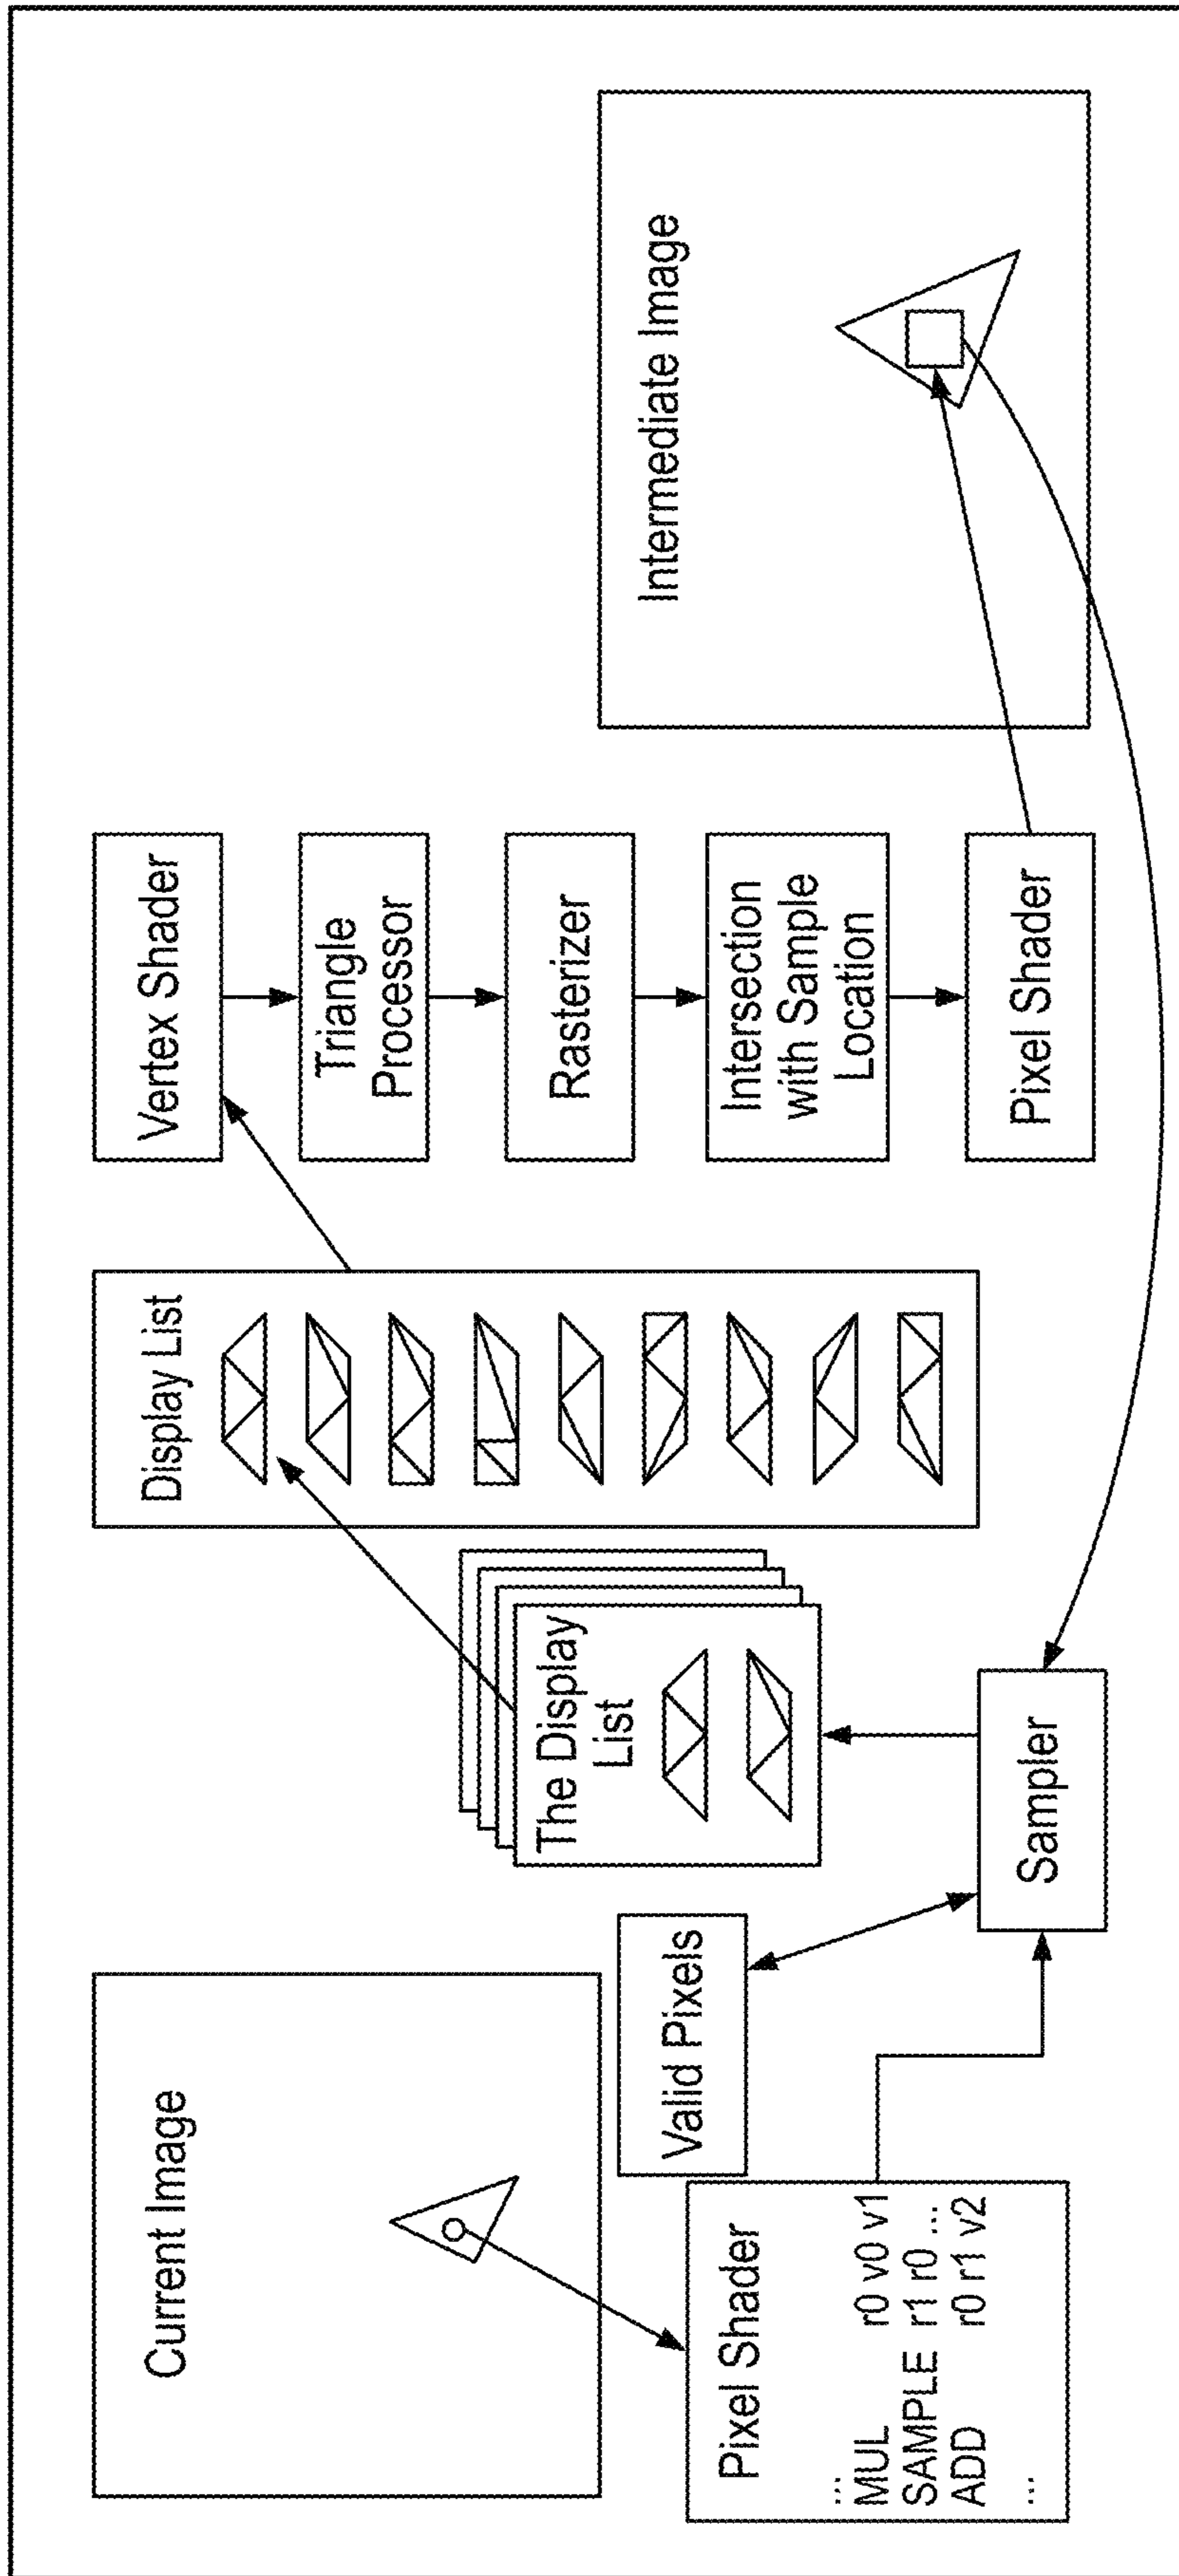 Current Image
Pixel Shader
...
MUL r0 v0 v1
SAMPLE r1 r0 ...
ADD r0 r1 v2
...
Valid Pixels
Sampler
The Display
List
Display List
Vertex Shader
Triangle
Processor
Rasterizer
Intersection
with Sample
Location
Pixel Shader
Intermediate Image